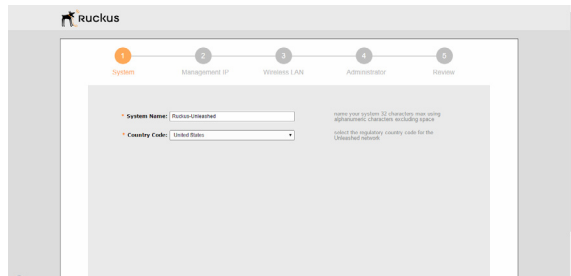 Ruckus
1 2 3 4 5
System Management IP Wireless LAN Administrator Review
* System Name: Ruckus-Unleashed
name your system 32 characters max using
alphanumeric characters excluding space
* Country Code: United States
select the regulatory country code for the
Unleashed network